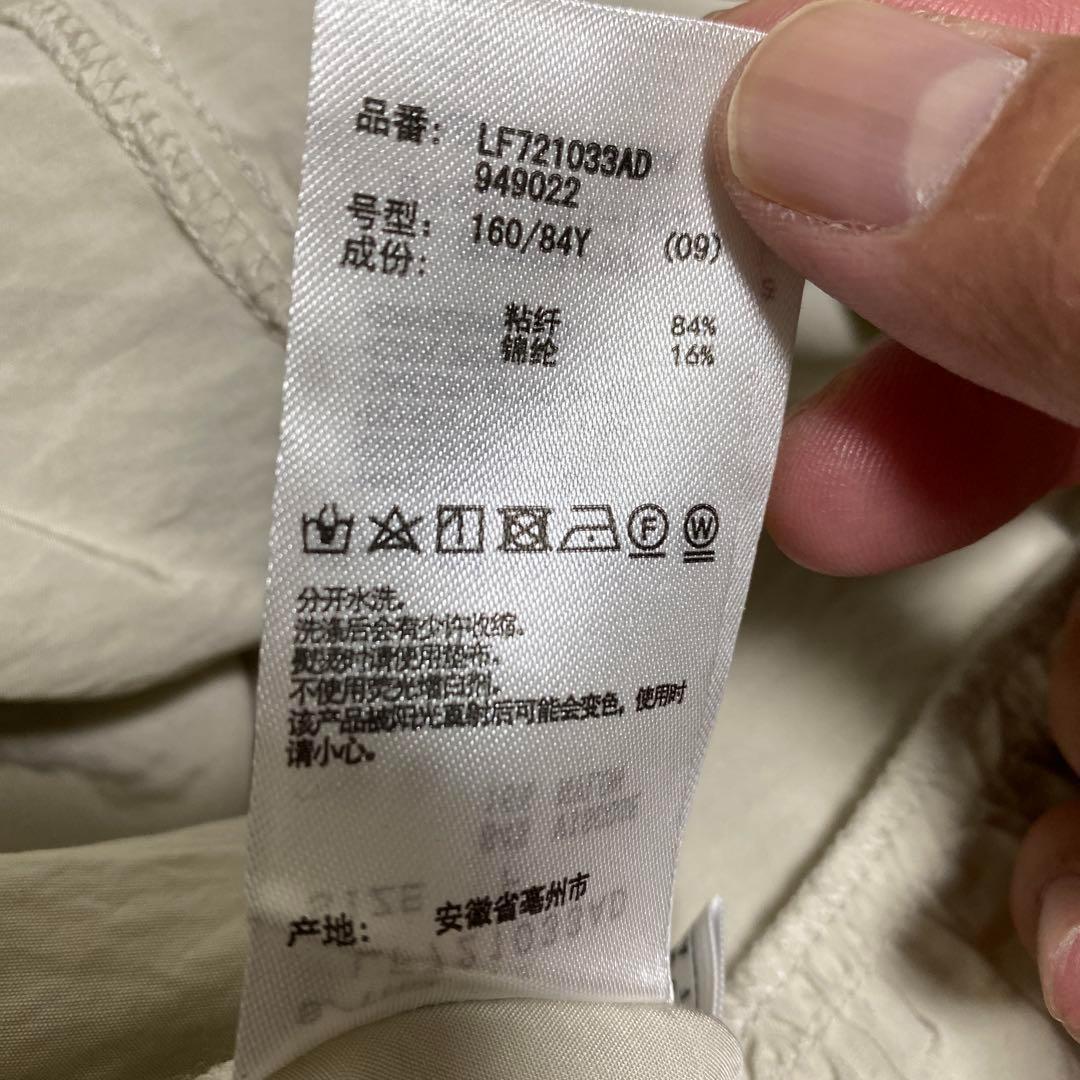 品番: LF721033AD
949022
号型: 160/84Y (09)
成份:
粘纤 84%
锦纶 16%
F W
分开水洗。
洗涤后会有少许收缩。
熨烫时请使用垫布。
不使用荧光增白剂。
该产品被阳光直射后可能会变色，使用时
请小心。
产地: 安徽省亳州市